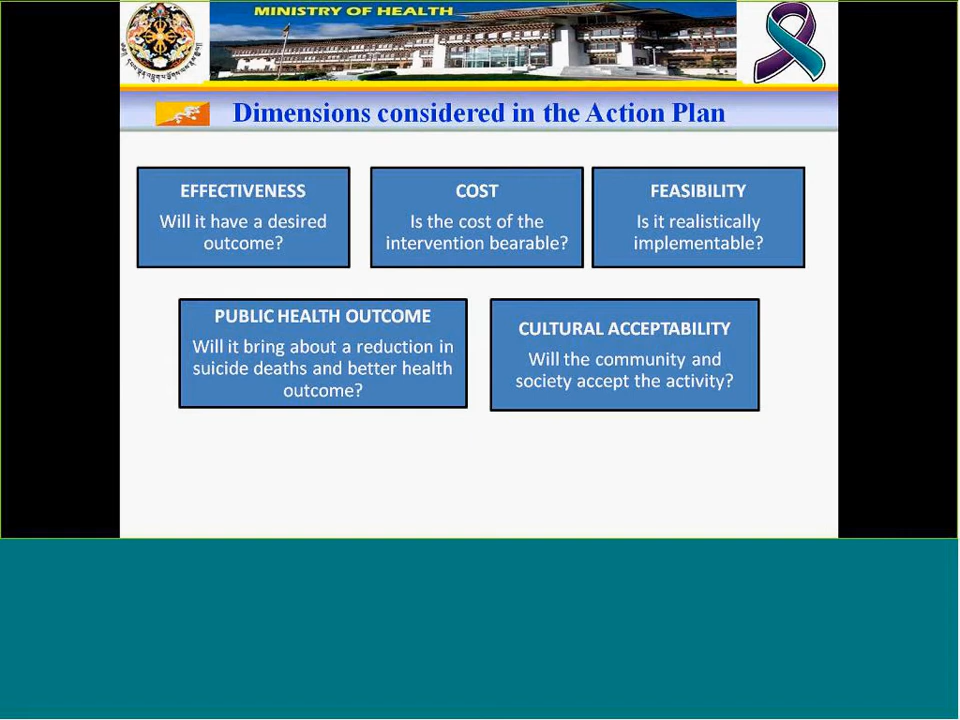 MINISTRY OF HEALTH
Dimensions considered in the Action Plan
EFFECTIVENESS
Will it have a desired
outcome?
COST
Is the cost of the
intervention bearable?
FEASIBILITY
Is it realistically
implementable?
PUBLIC HEALTH OUTCOME
Will it bring about a reduction in
suicide deaths and better health
outcome?
CULTURAL ACCEPTABILITY
Will the community and
society accept the activity?